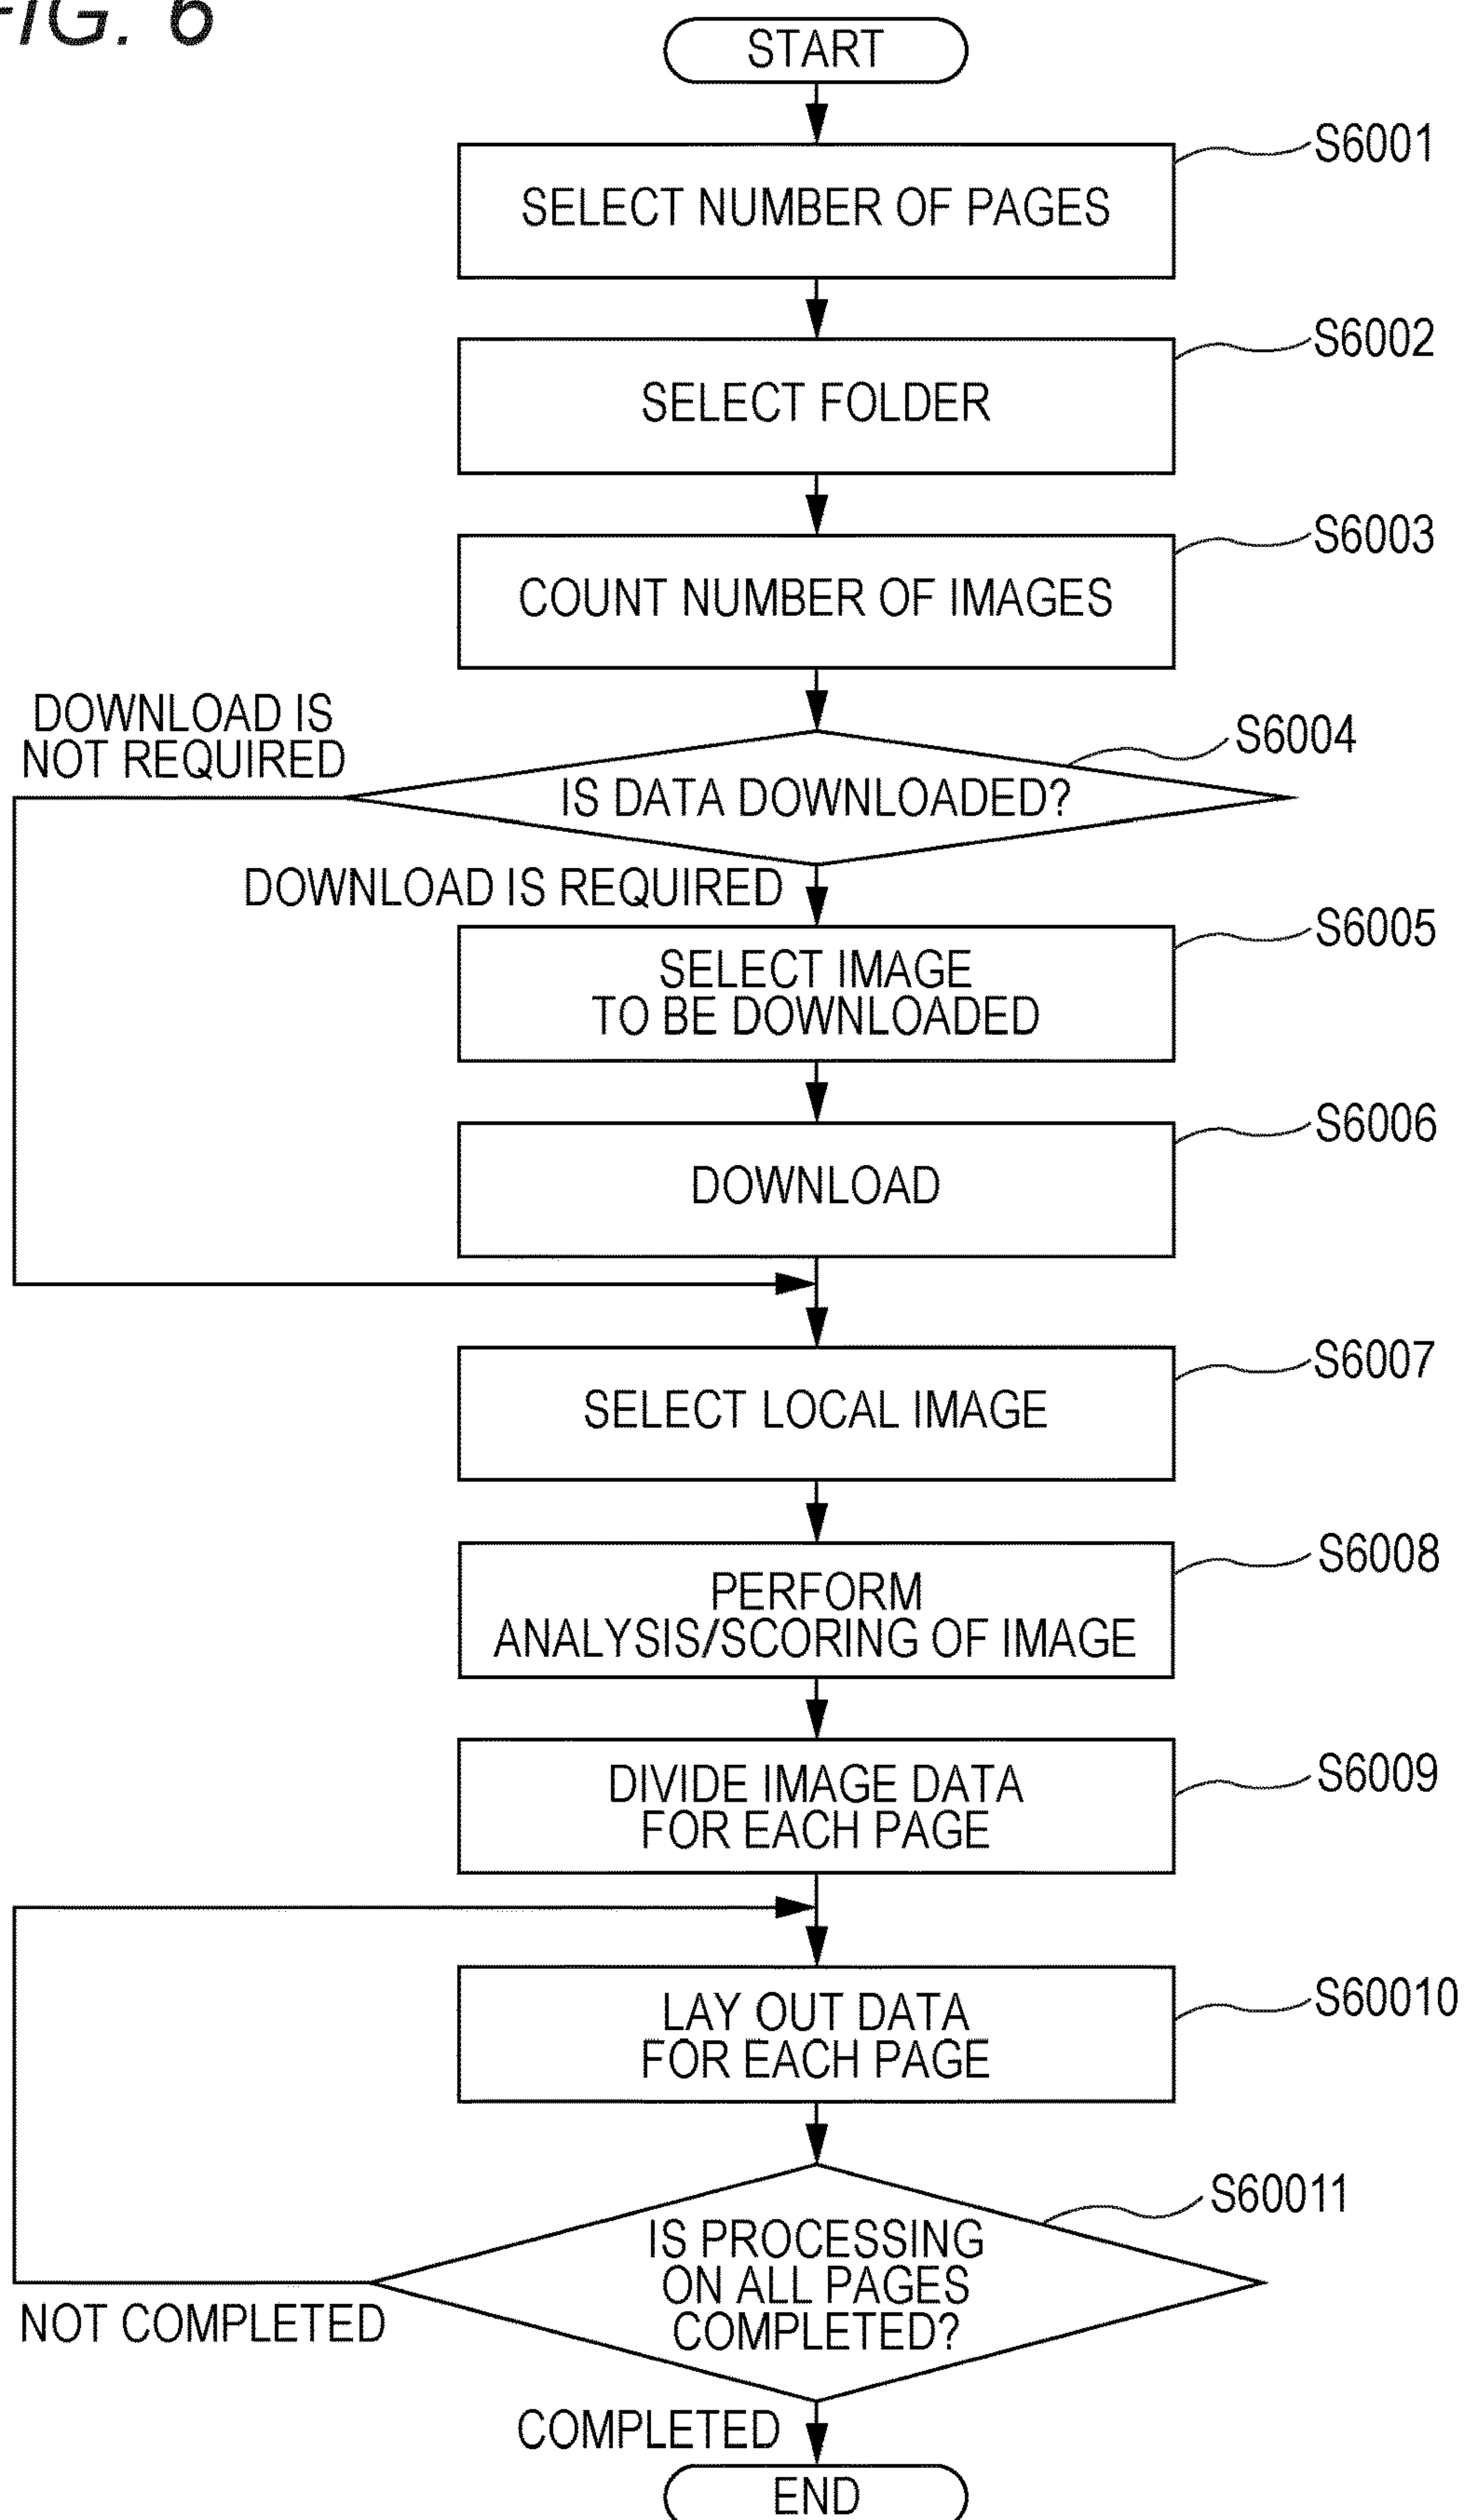 FIG. 6
START
S6001
SELECT NUMBER OF PAGES
S6002
SELECT FOLDER
S6003
COUNT NUMBER OF IMAGES
DOWNLOAD IS
NOT REQUIRED
S6004
IS DATA DOWNLOADED?
DOWNLOAD IS REQUIRED
S6005
SELECT IMAGE
TO BE DOWNLOADED
S6006
DOWNLOAD
S6007
SELECT LOCAL IMAGE
S6008
PERFORM
ANALYSIS/SCORING OF IMAGE
S6009
DIVIDE IMAGE DATA
FOR EACH PAGE
S60010
LAY OUT DATA
FOR EACH PAGE
S60011
IS PROCESSING
ON ALL PAGES
COMPLETED?
NOT COMPLETED
COMPLETED
END